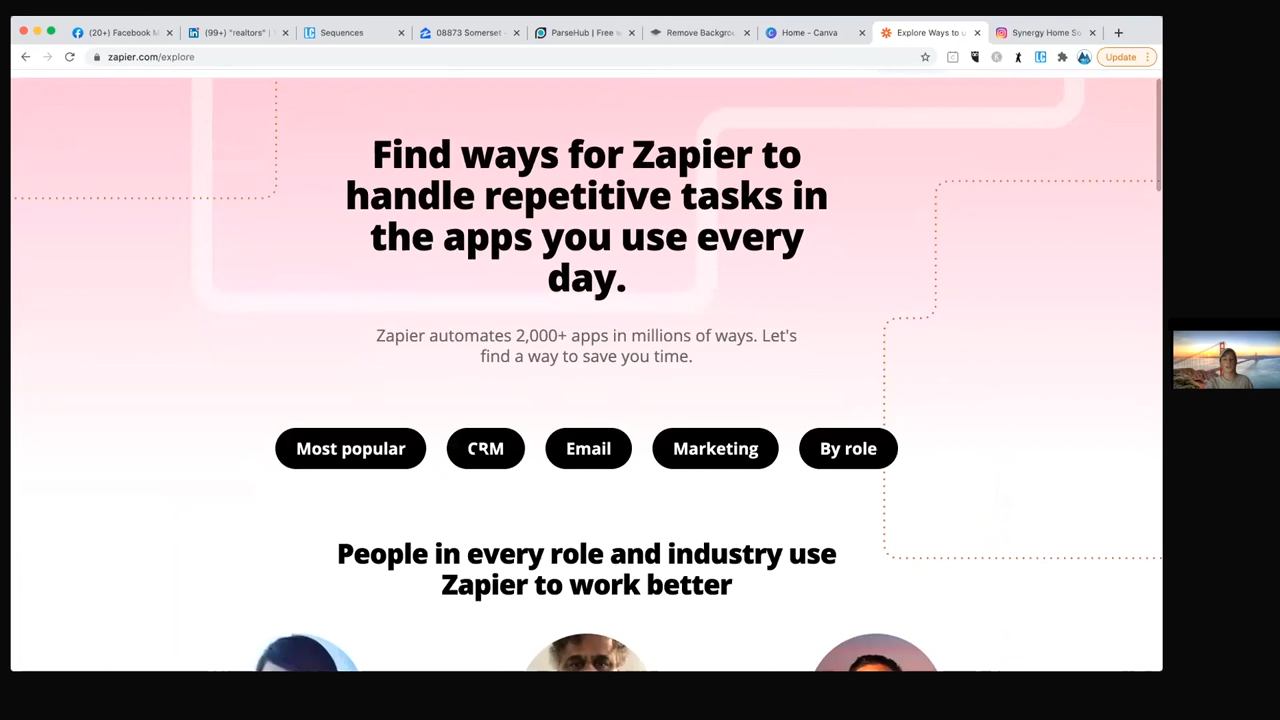 (20+) Facebook M
(99+) "realtors" |
Sequences
08873 Somerset
ParseHub | Free w
Remove Backgrou
Home - Canva
Explore Ways to u
Synergy Home So
zapier.com/explore
Update
Find ways for Zapier to
handle repetitive tasks in
the apps you use every
day.
Zapier automates 2,000+ apps in millions of ways. Let's
find a way to save you time.
Most popular
CRM
Email
Marketing
By role
People in every role and industry use
Zapier to work better